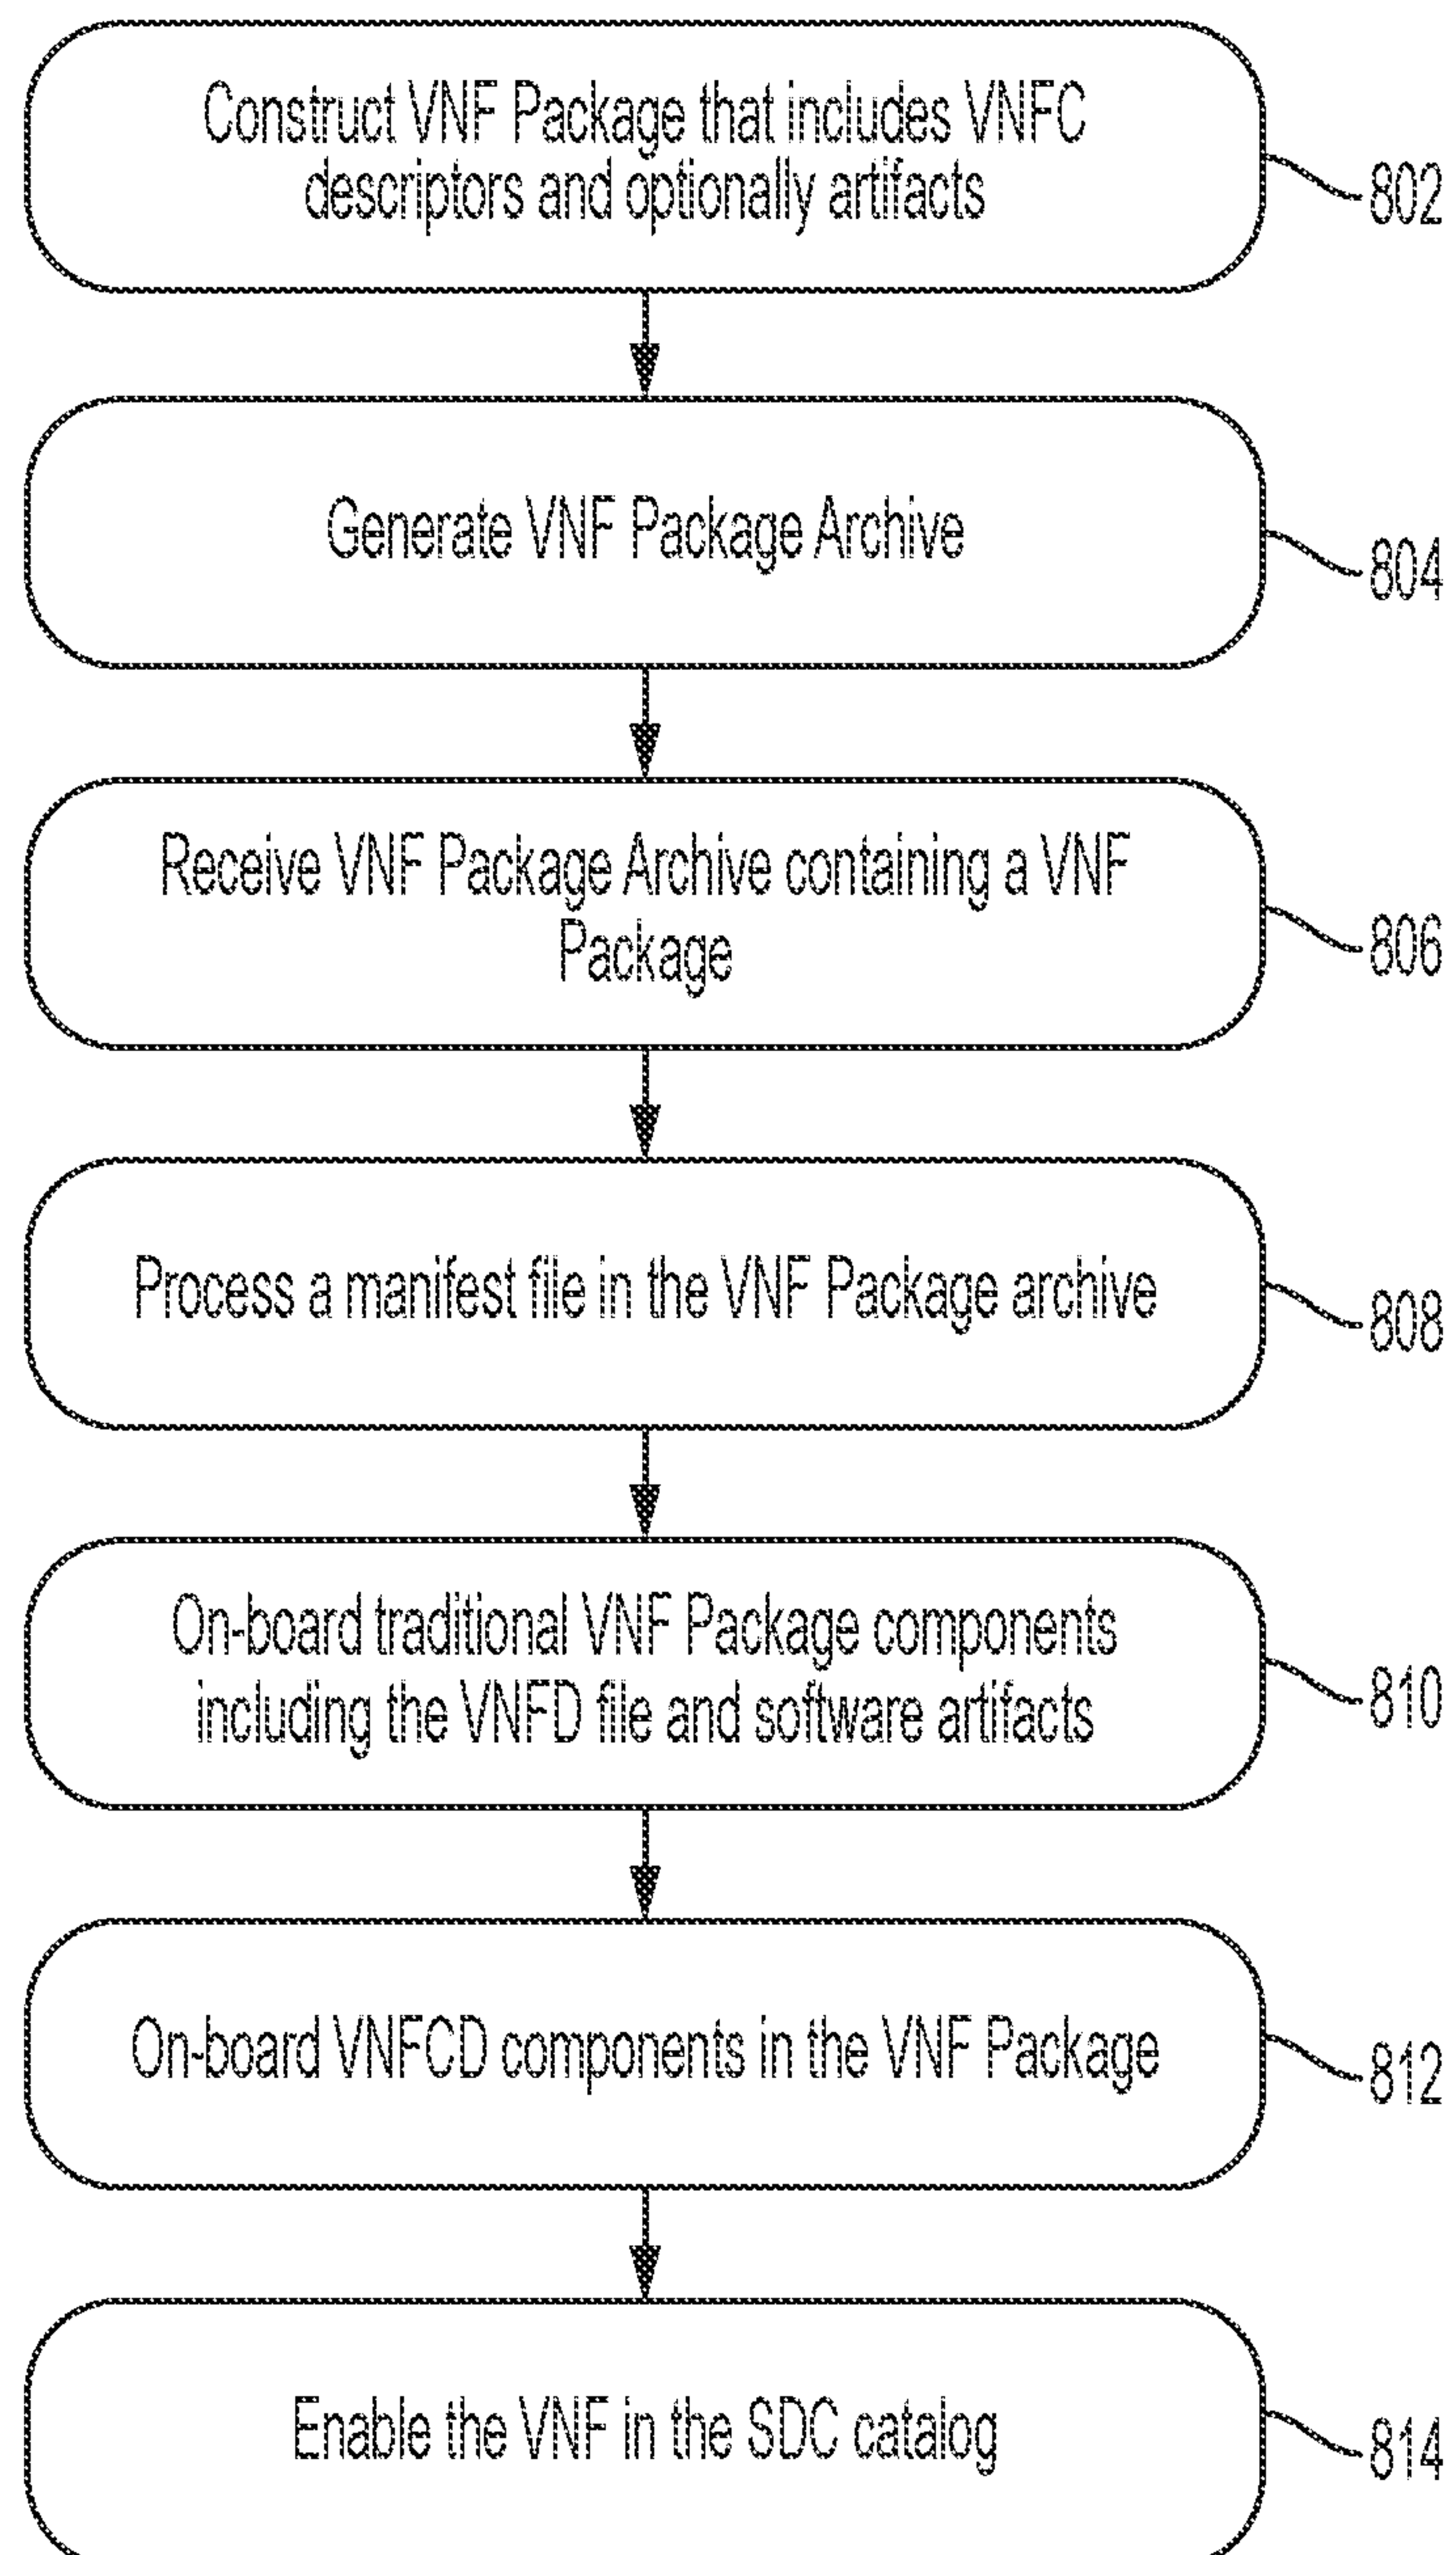 Construct VNF Package that includes VNFC
descriptors and optionally artifacts
802
Generate VNF Package Archive
804
Receive VNF Package Archive containing a VNF
Package
806
Process a manifest file in the VNF Package archive
808
On-board traditional VNF Package components
including the VNFD file and software artifacts
810
On-board VNFCD components in the VNF Package
812
Enable the VNF in the SDC catalog
814